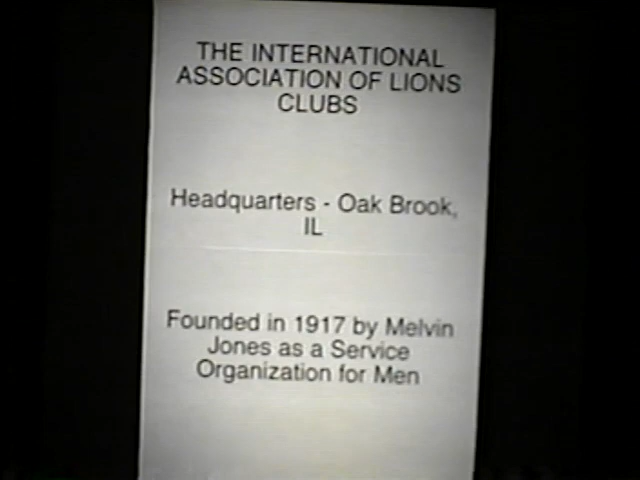 THE INTERNATIONAL
ASSOCIATION OF LIONS
CLUBS
Headquarters - Oak Brook,
IL
Founded in 1917 by Melvin
Jones as a Service
Organization for Men